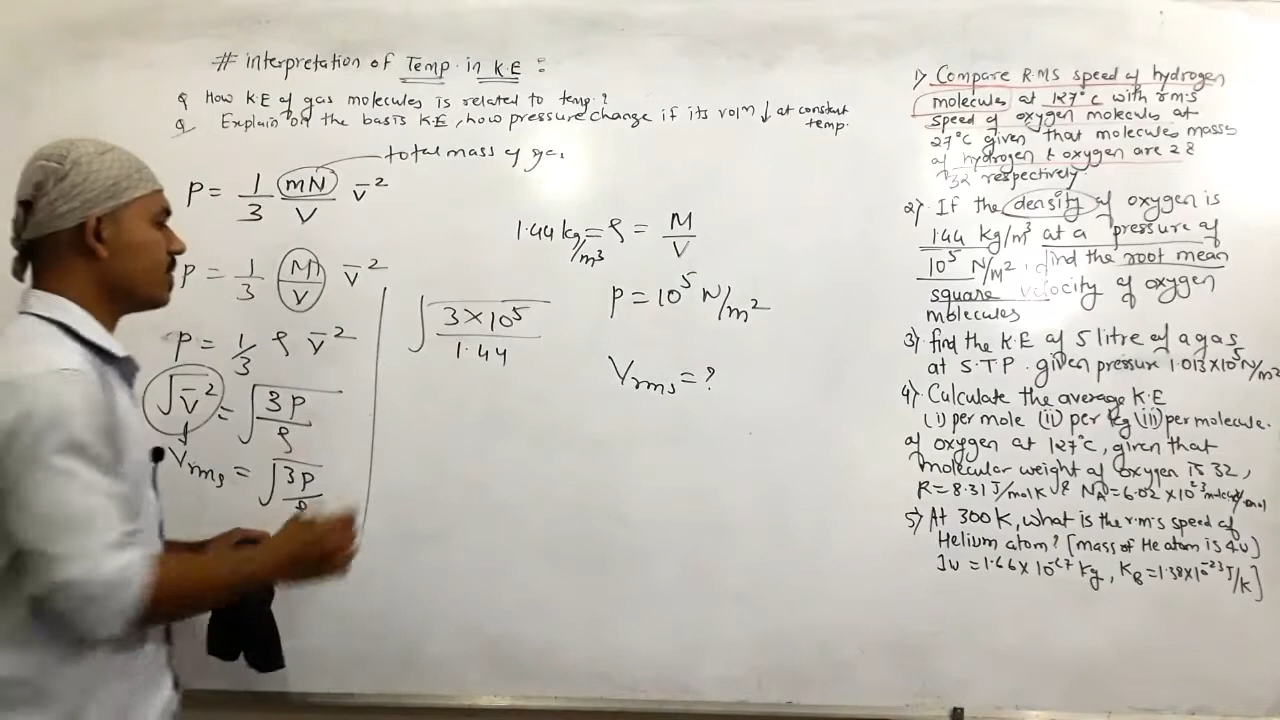 # interpretation of Temp. in K.E :
Q How K.E of gas molecules is related to temp.?
Q Explain on the basis K.E, how pressure change if its volm ↓ at constant temp.
total mass of gas
P = 1/3 mN/V v̄²
P = 1/3 M/V v̄²
P = 1/3 ρ v̄²
√v̄² = √3P/ρ
Vrms = √3P/ρ
√3×10⁵/1.44
1.44 kg/m³ = ρ = M/V
P = 10⁵ N/m²
Vrms = ?
1) Compare R.M.S speed of hydrogen
molecules at 127°C with r.m.s
speed of oxygen molecules at
27°C given that molecules masses
of hydrogen & oxygen are 2 &
32 respectively
2) If the density of oxygen is
1.44 kg/m³ at a pressure of
10⁵ N/m², find the root mean
square velocity of oxygen
molecules
3) find the K.E of 5 litre of a gas
at S.T.P. given pressure 1.013×10⁵ N/m²
4) Calculate the average K.E
(i) per mole (ii) per kg (iii) per molecule.
of oxygen at 127°C, given that
molecular weight of oxygen is 32,
R = 8.31 J/mol K & NA = 6.02 × 10²³ molecules/mol
5) At 300 K, what is the r.m.s speed of
Helium atom? [mass of He atom is 4u]
1u = 1.66 × 10⁻²⁷ kg, KB = 1.38×10⁻²³ J/K]